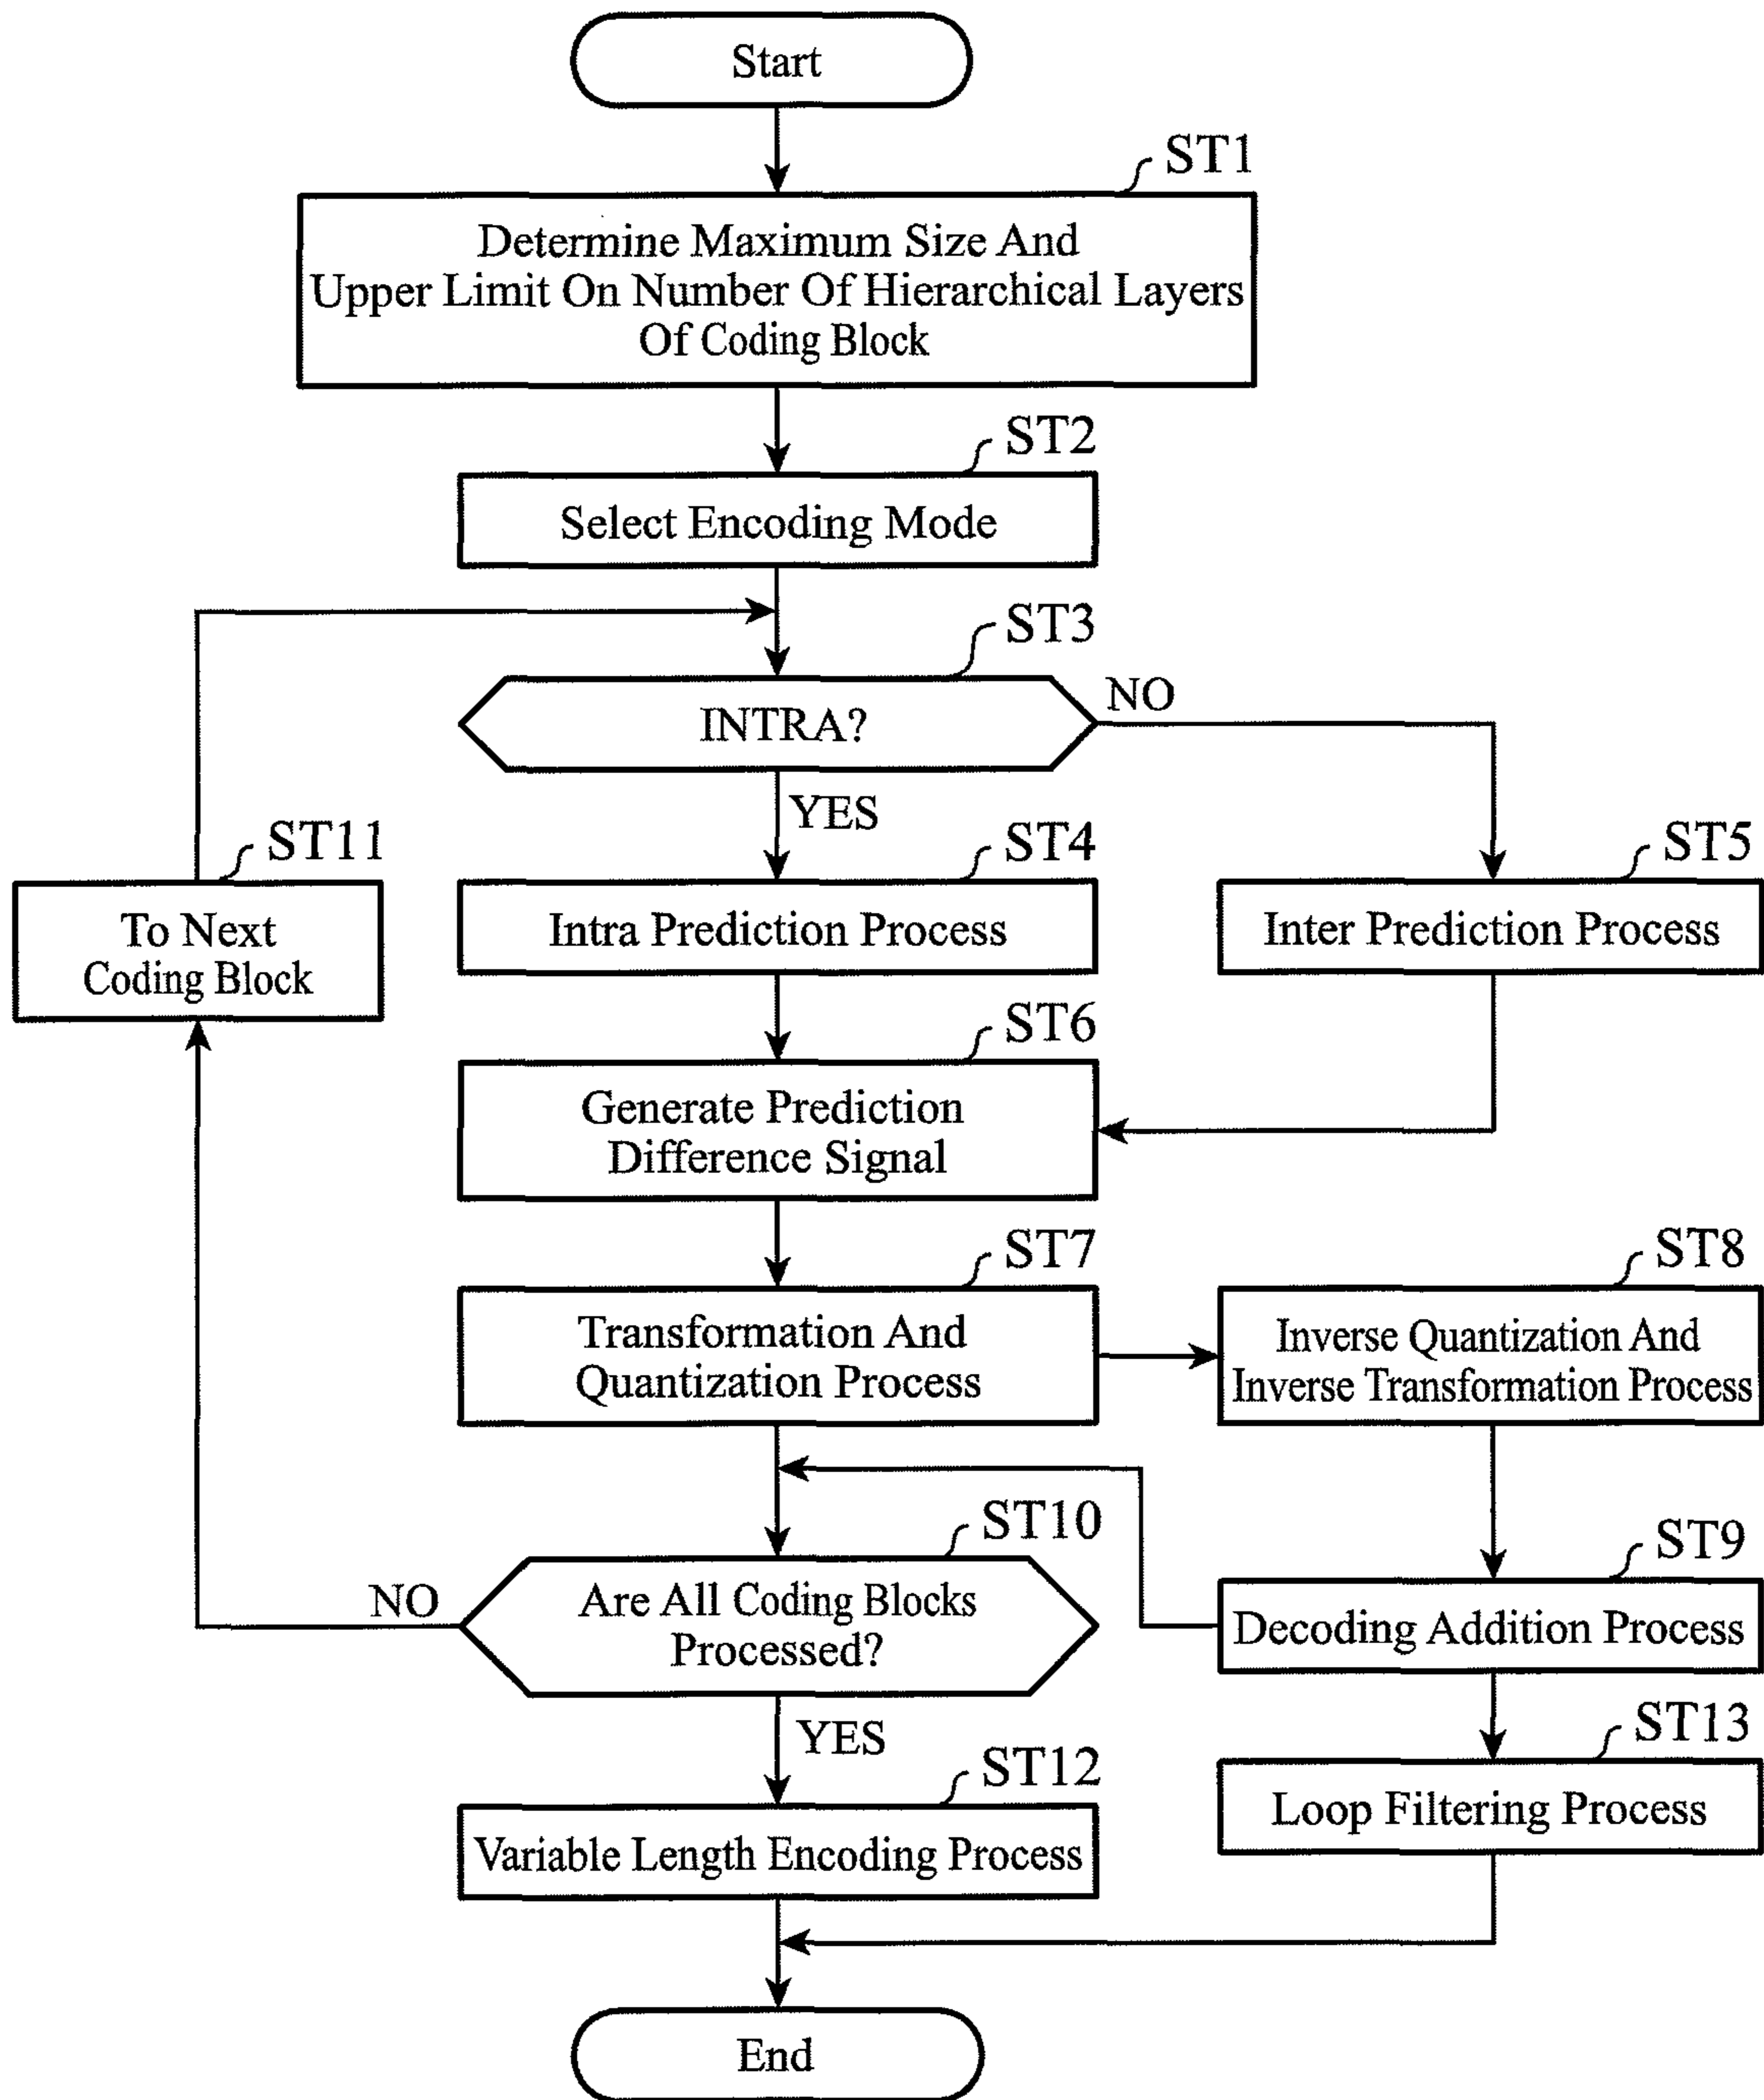 Start
ST1
Determine Maximum Size And
Upper Limit On Number Of Hierarchical Layers
Of Coding Block
ST2
Select Encoding Mode
ST3
INTRA?
NO
YES
ST11
To Next
Coding Block
ST4
Intra Prediction Process
ST5
Inter Prediction Process
ST6
Generate Prediction
Difference Signal
ST7
Transformation And
Quantization Process
ST8
Inverse Quantization And
Inverse Transformation Process
ST10
Are All Coding Blocks
Processed?
NO
YES
ST9
Decoding Addition Process
ST12
Variable Length Encoding Process
ST13
Loop Filtering Process
End